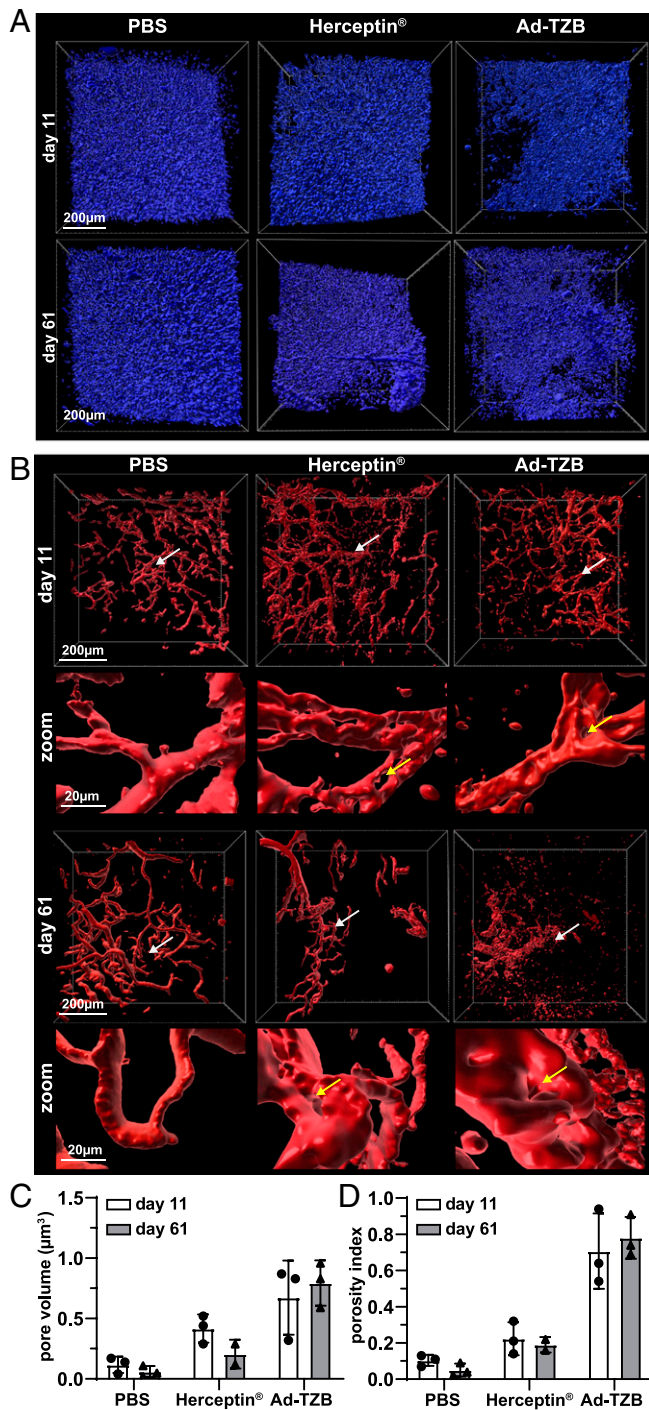 A
PBS Herceptin® Ad-TZB
day 11
200µm
day 61
200µm
B
PBS Herceptin® Ad-TZB
day 11
200µm
zoom
20µm
day 61
200µm
zoom
20µm
C
day 11
day 61
pore volume (µm³)
1.5
1.0
0.5
0.0
PBS Herceptin® Ad-TZB
D
day 11
day 61
porosity index
1.0
0.8
0.6
0.4
0.2
0.0
PBS Herceptin® Ad-TZB